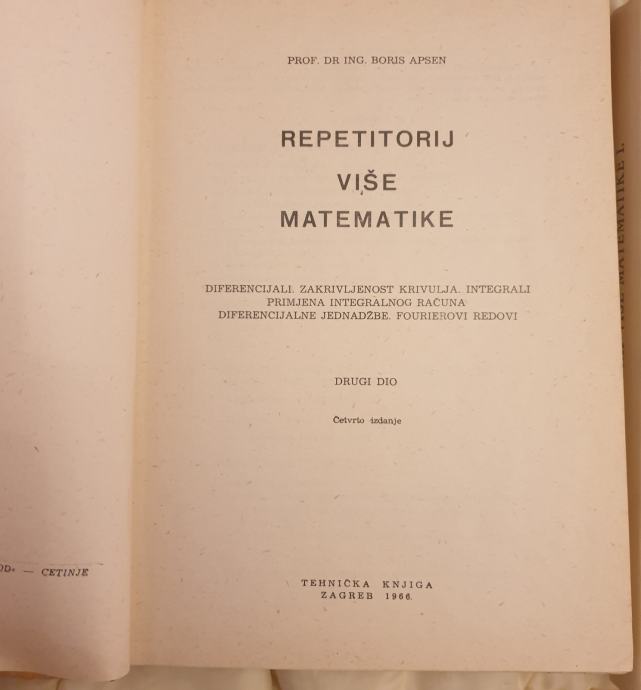 PROF. DR ING. BORIS APSEN
REPETITORIJ
VIŠE
MATEMATIKE
DIFERENCIJALI. ZAKRIVLJENOST KRIVULJA. INTEGRALI
PRIMJENA INTEGRALNOG RAČUNA
DIFERENCIJALNE JEDNADŽBE. FOURIEROVI REDOVI
DRUGI DIO
Četvrto izdanje
— CETINJE
TEHNIČKA KNJIGA
ZAGREB 1966.
MATEMATIKE I.